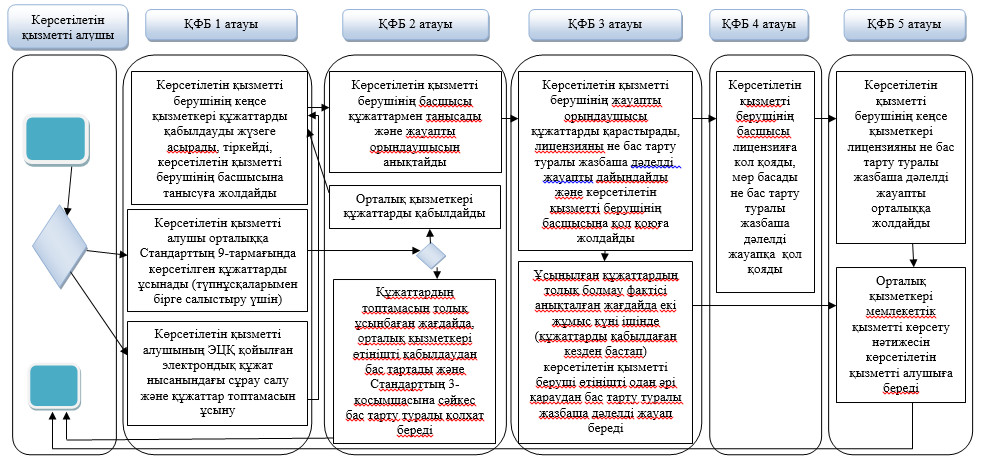 Көрсетілетін
қызметті алушы
ҚФБ 1 атауы
ҚФБ 2 атауы
ҚФБ 3 атауы
ҚФБ 4 атауы
ҚФБ 5 атауы
Көрсетілетін қызметті
берушінің кеңсе
қызметкері құжаттарды
қабылдауды жүзеге
асырады, тіркейді,
көрсетілетін қызметті
берушінің басшысына
танысуға жолдайды
Көрсетілетін қызметті
алушы орталыққа
Стандарттың 9-тармағында
көрсетілген құжаттарды
ұсынады (түпнұсқаларымен
бірге салыстыру үшін)
Көрсетілетін қызметті
алушының ЭЦҚ қойылған
электрондық құжат
нысанындағы сұрау салу
және құжаттар топтамасын
ұсыну
Көрсетілетін қызметті
берушінің басшысы
құжаттармен танысады
және жауапты
орындаушысын
анықтайды
Орталық қызметкері
құжаттарды қабылдайды
Құжаттардың
топтамасын толық
ұсынбаған жағдайда,
орталық қызметкері
өтінішті қабылдаудан
бас тартады және
Стандарттың 3-
қосымшасына сәйкес
бас тарту туралы қолхат
береді
Көрсетілетін қызметті
берушінің жауапты
орындаушысы
құжаттарды қарастырады,
лицензияны не бас тарту
туралы жазбаша дәлелді
жауапты дайындайды
және көрсетілетін
қызметті берушінің
басшысына қол қоюға
жолдайды
Ұсынылған құжаттардың
толық болмау фактісі
анықталған жағдайда екі
жұмыс күні ішінде
(құжаттарды қабылдаған
кезден бастап)
көрсетілетін қызметті
беруші өтінішті одан әрі
қараудан бас тарту туралы
жазбаша дәлелді жауап
береді
Көрсетілетін
қызметті
берушінің
басшысы
лицензияға
қол қояды,
мөр басады
не бас тарту
туралы
жазбаша
дәлелді
жауапқа қол
қояды
Көрсетілетін
қызметті
берушінің кеңсе
қызметкері
лицензияны не бас
тарту туралы
жазбаша дәлелді
жауапты
орталыққа
жолдайды
Орталық
қызметкері
мемлекеттік
қызметті көрсету
нәтижесін
көрсетілетін
қызметті алушыға
береді